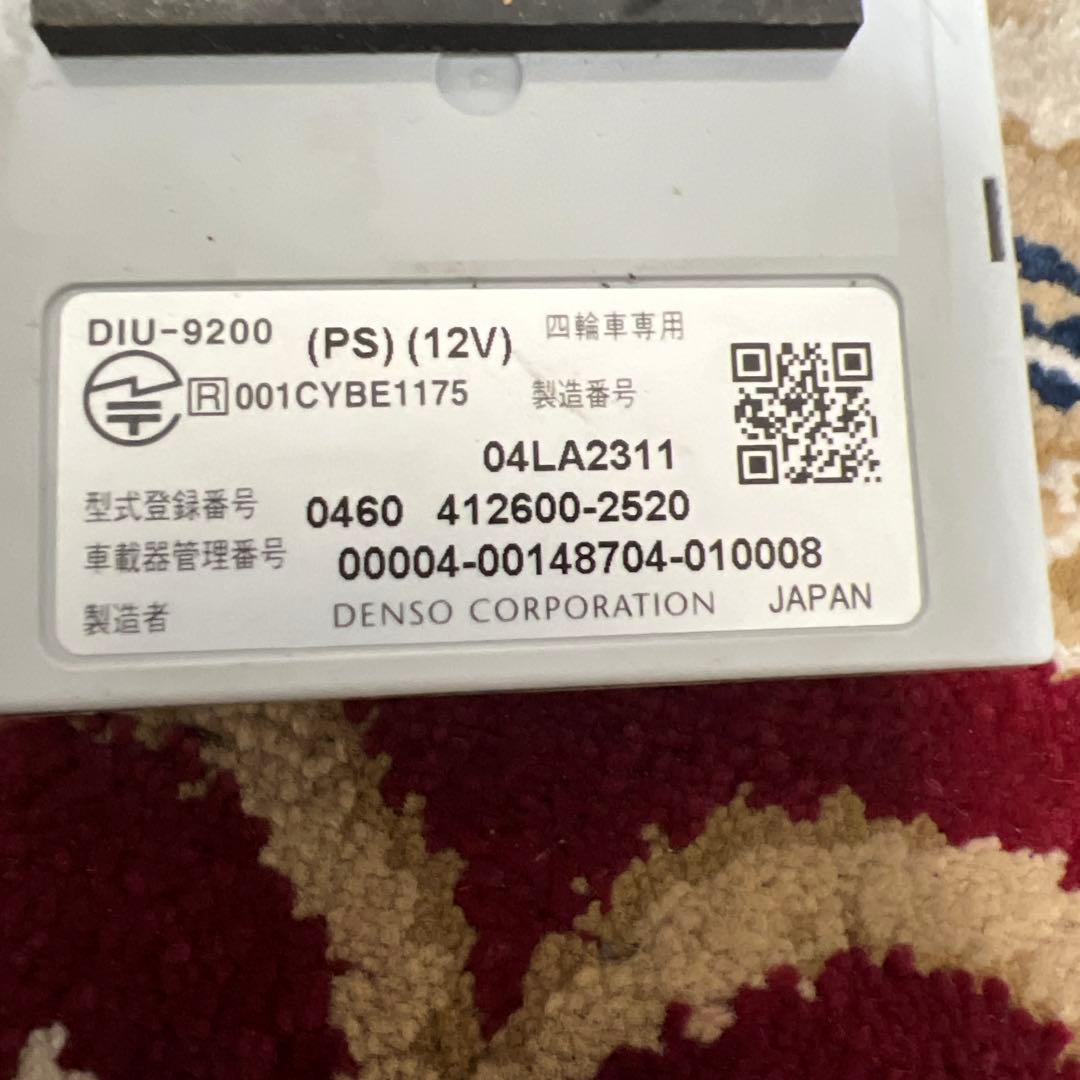 DIU-9200 (PS) (12V) 四輪車専用
R 001CYBE1175 製造番号
04LA2311
型式登録番号 0460 412600-2520
車載器管理番号 00004-00148704-010008
製造者 DENSO CORPORATION JAPAN